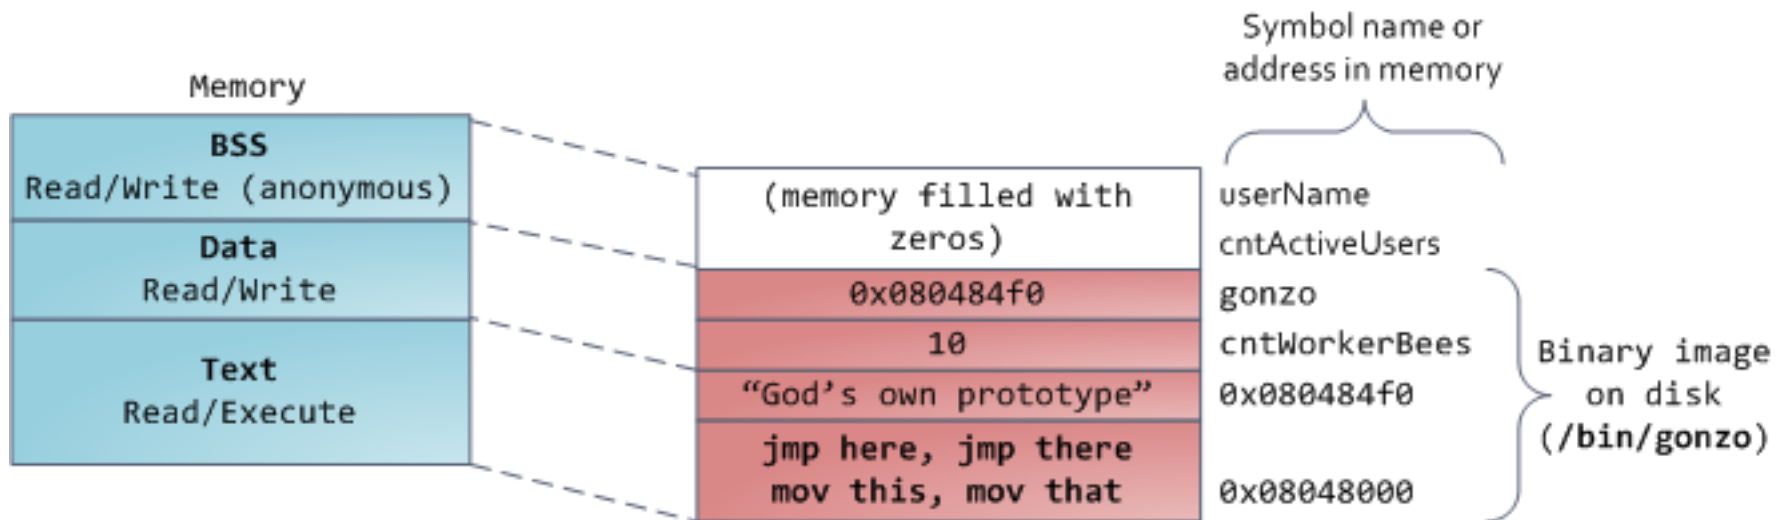 Symbol name or
address in memory
Memory
BSS
Read/Write (anonymous)
Data
Read/Write
Text
Read/Execute
(memory filled with
zeros)
userName
cntActiveUsers
0x080484f0
gonzo
10
cntWorkerBees
“God’s own prototype”
0x080484f0
jmp here, jmp there
mov this, mov that
0x08048000
Binary image
on disk
(/bin/gonzo)